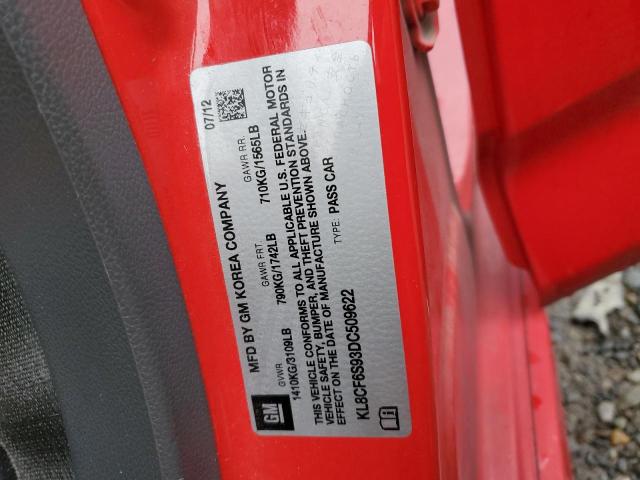 MFD BY GM KOREA COMPANY 07/12
GVWR GAWR FRT. GAWR RR.
1410KG/3109LB 790KG/1742LB 710KG/1565LB
THIS VEHICLE CONFORMS TO ALL APPLICABLE U.S. FEDERAL MOTOR
VEHICLE SAFETY, BUMPER, AND THEFT PREVENTION STANDARDS IN
EFFECT ON DATE OF MANUFACTURE SHOWN ABOVE.
KL8CF6S93DC509622 TYPE: PASS CAR
GM